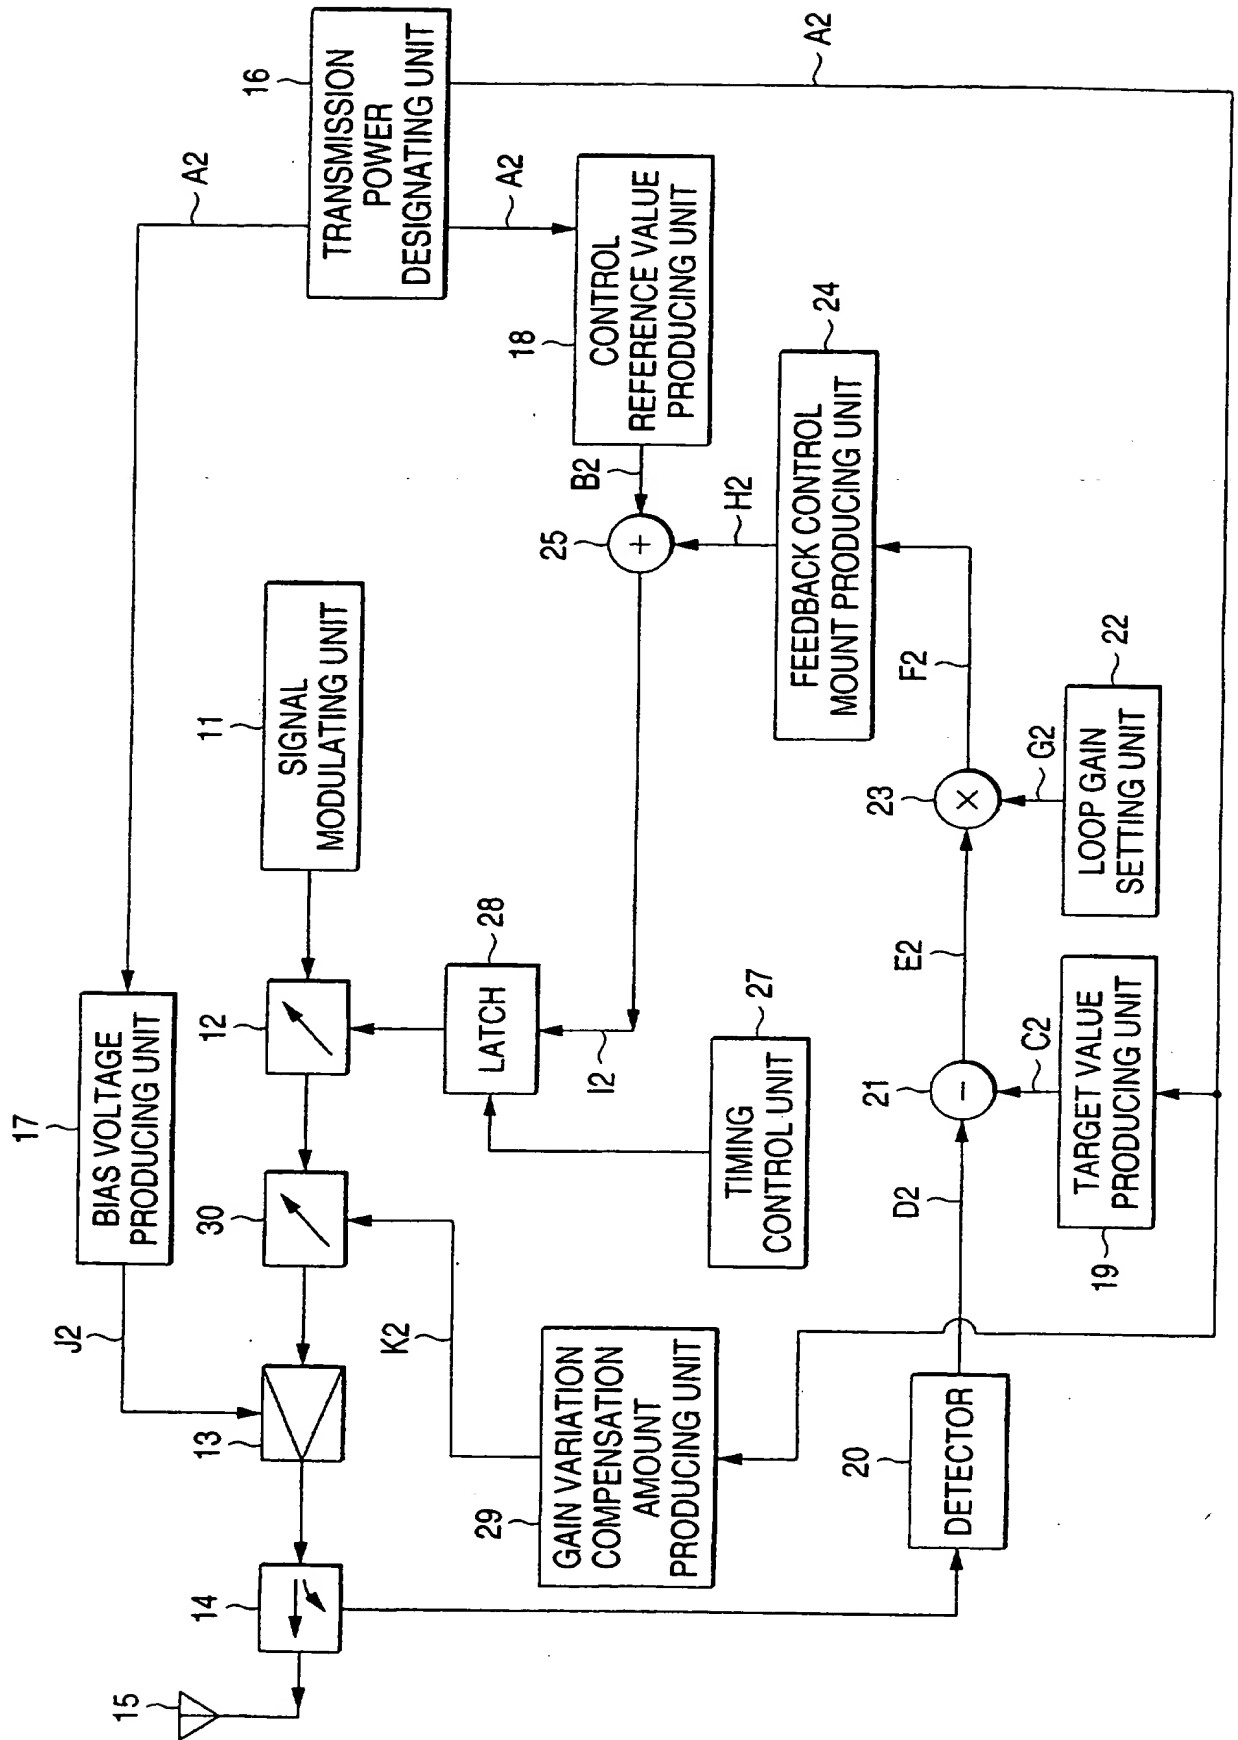 15
14
13
J2
17
BIAS VOLTAGE
PRODUCING UNIT
30
12
11
SIGNAL
MODULATING UNIT
A2
16
TRANSMISSION
POWER
DESIGNATING UNIT
A2
A2
18
CONTROL
REFERENCE VALUE
PRODUCING UNIT
B2
25
+
H2
24
FEEDBACK CONTROL
MOUNT PRODUCING UNIT
28
LATCH
I2
27
TIMING
CONTROL UNIT
K2
29
GAIN VARIATION
COMPENSATION
AMOUNT
PRODUCING UNIT
20
DETECTOR
D2
21
−
C2
19
TARGET VALUE
PRODUCING UNIT
E2
23
×
G2
22
LOOP GAIN
SETTING UNIT
F2